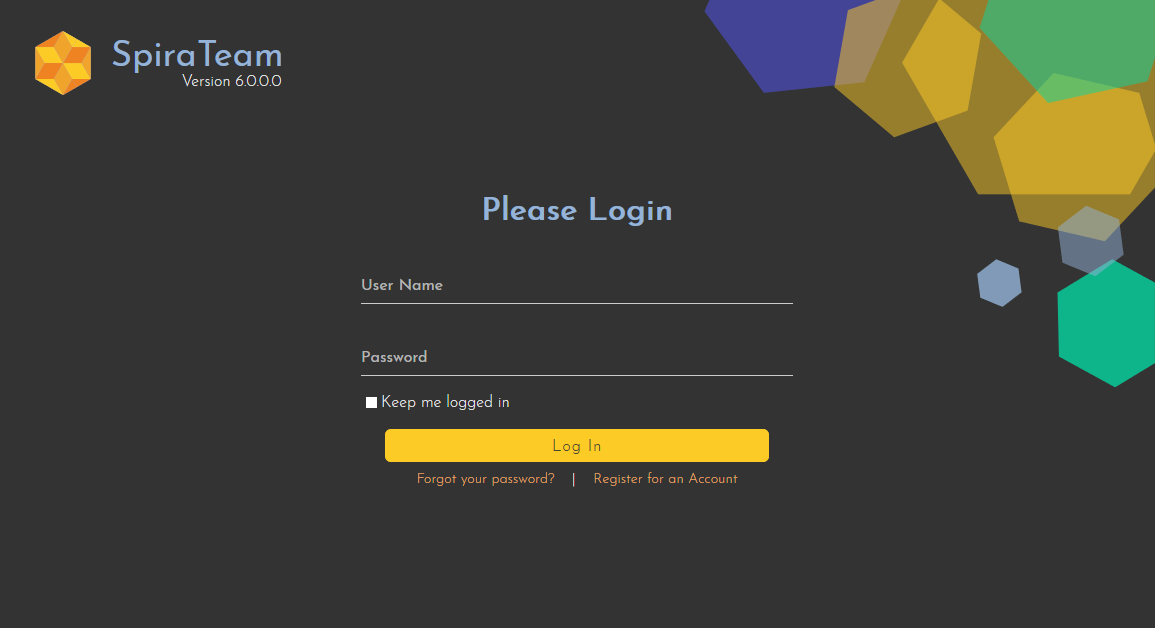 SpiraTeam
Version 6.0.0.0
Please Login
User Name
Password
Keep me logged in
Log In
Forgot your password? | Register for an Account